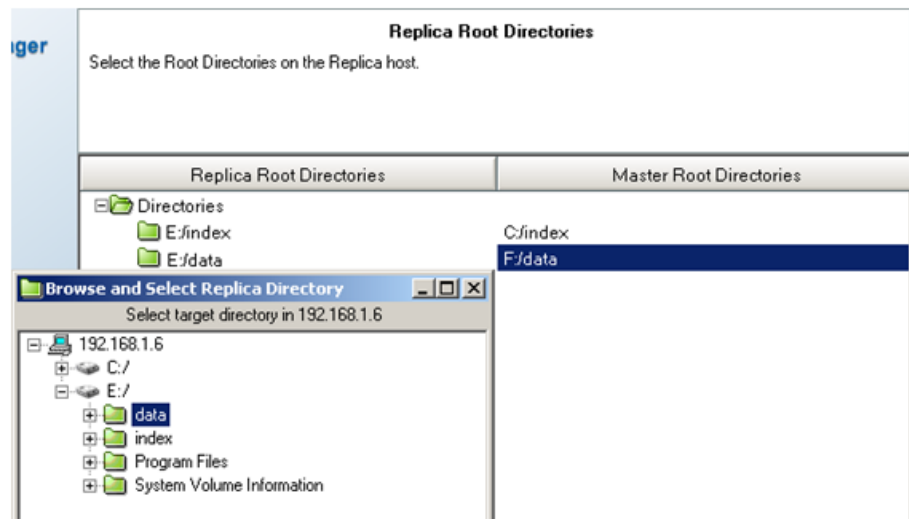 Replica Root Directories
ager
Select the Root Directories on the Replica host.
Replica Root Directories Master Root Directories
Directories
E:/index C:/index
E:/data F:/data
Browse and Select Replica Directory
Select target directory in 192.168.1.6
192.168.1.6
C:/
E:/
data
index
Program Files
System Volume Information